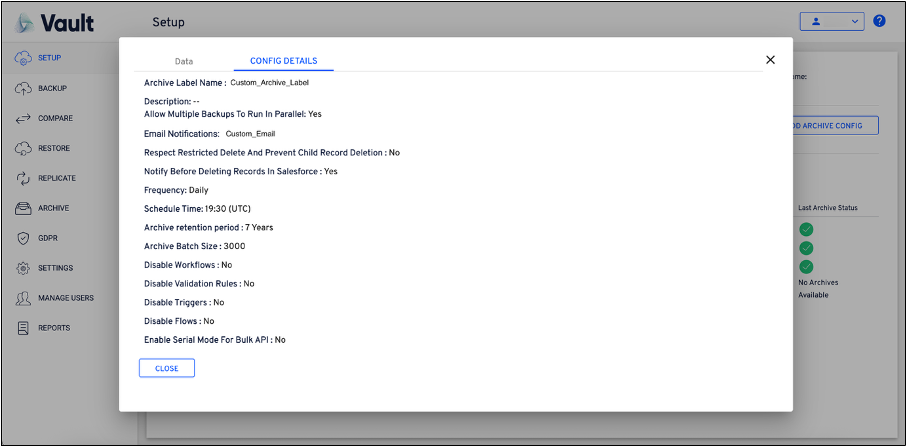 Vault
Setup
?
SETUP
BACKUP
COMPARE
RESTORE
REPLICATE
ARCHIVE
GDPR
SETTINGS
MANAGE USERS
REPORTS
Data
CONFIG DETAILS
Archive Label Name : Custom_Archive_Label
Description: --
Allow Multiple Backups To Run In Parallel: Yes
Email Notifications: Custom_Email
Respect Restricted Delete And Prevent Child Record Deletion : No
Notify Before Deleting Records In Salesforce : Yes
Frequency: Daily
Schedule Time: 19:30 (UTC)
Archive retention period : 7 Years
Archive Batch Size : 3000
Disable Workflows : No
Disable Validation Rules : No
Disable Triggers : No
Disable Flows : No
Enable Serial Mode For Bulk API : No
CLOSE
ARCHIVE CONFIG
Last Archive Status
No Archives
Available